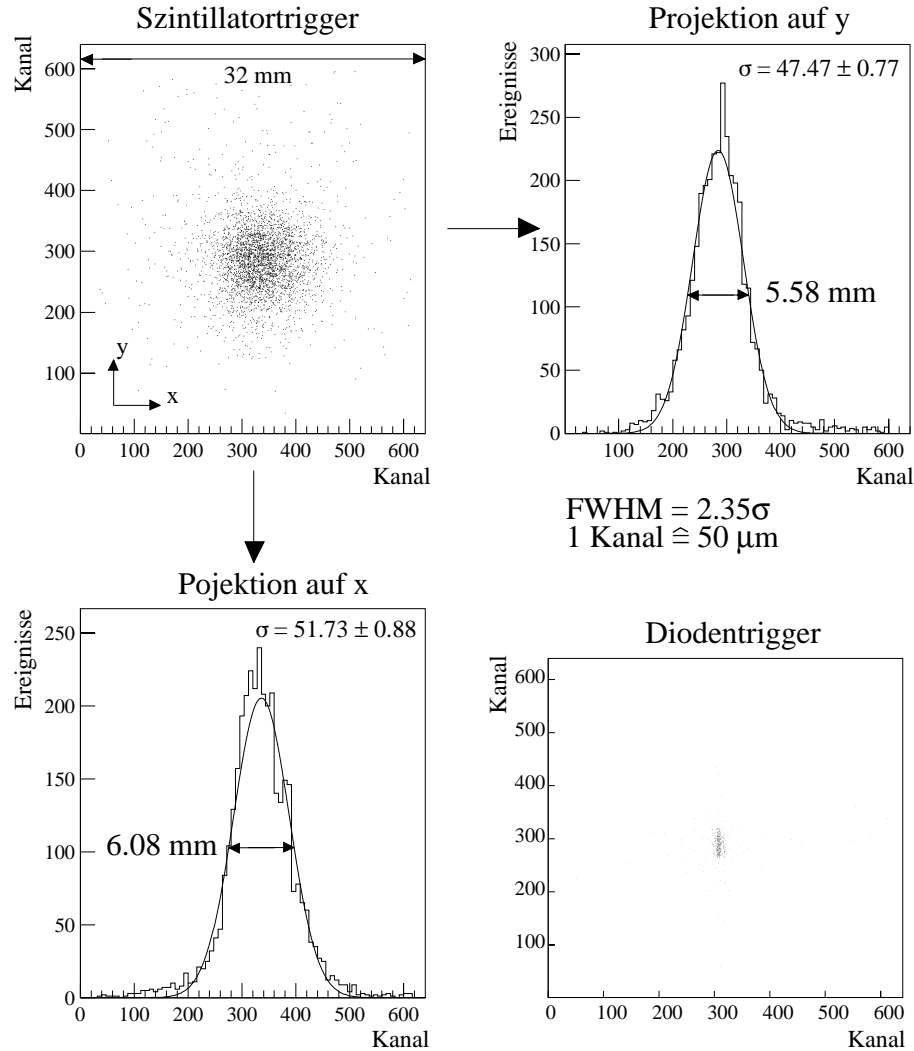 Szintillatortrigger
Kanal
600
500
400
300
200
100
32 mm
y
x
0 100 200 300 400 500 600
Kanal
Projektion auf y
Ereignisse
300
250
200
150
100
50
0
σ = 47.47 ± 0.77
5.58 mm
100 200 300 400 500 600
Kanal
FWHM = 2.35σ
1 Kanal ≙ 50 μm
Pojektion auf x
Ereignisse
250
200
150
100
50
0
σ = 51.73 ± 0.88
6.08 mm
0 100 200 300 400 500 600
Kanal
Diodentrigger
Kanal
600
500
400
300
200
100
0 100 200 300 400 500 600
Kanal